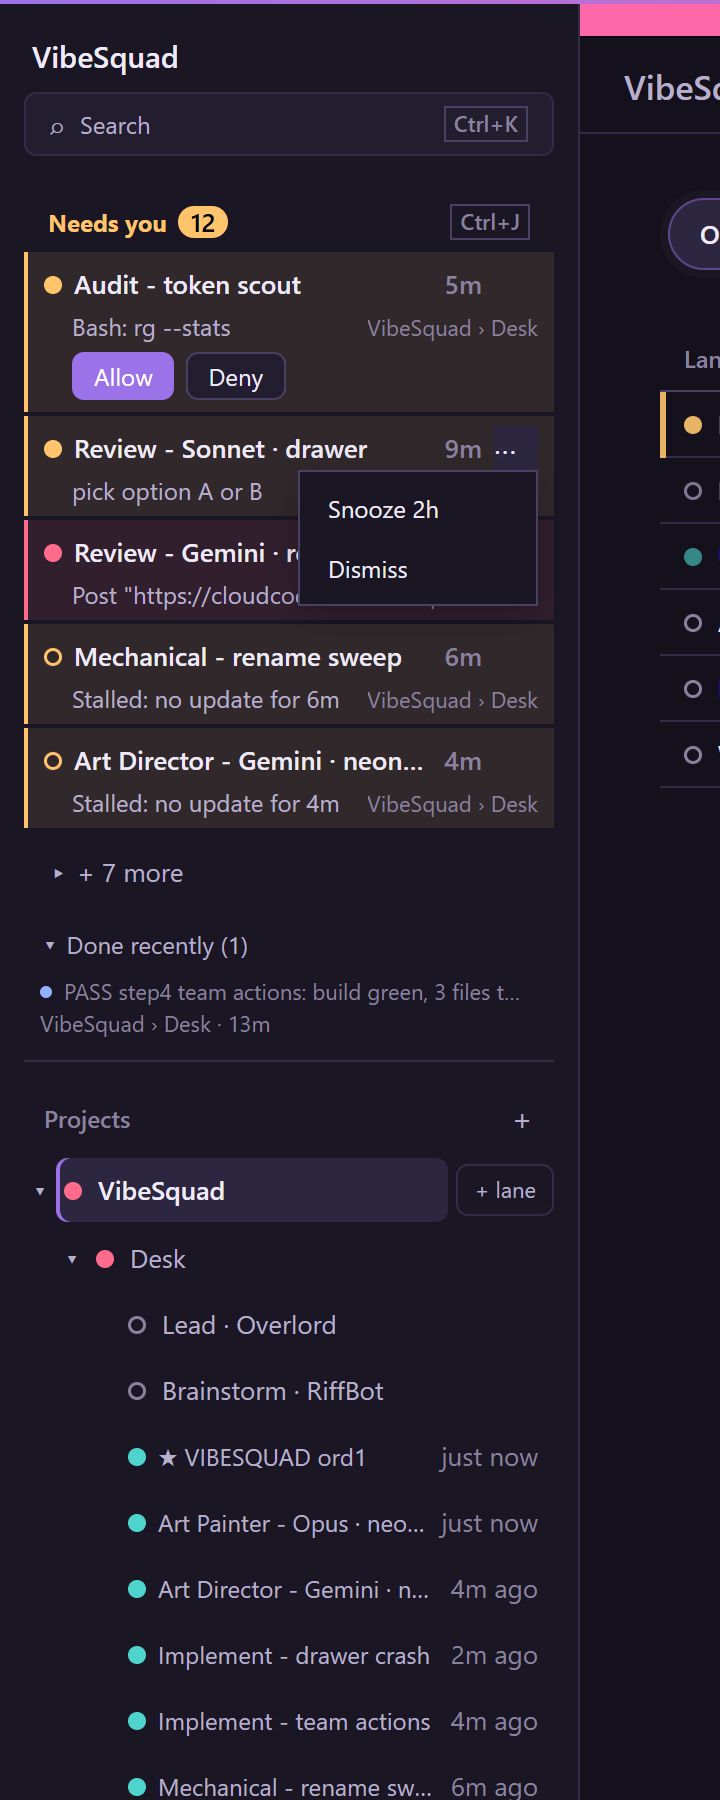 VibeSquad
Search Ctrl+K
Needs you 12 Ctrl+J
Audit - token scout 5m
Bash: rg --stats VibeSquad › Desk
Allow Deny
Review - Sonnet · drawer 9m ...
pick option A or B
Snooze 2h
Review - Gemini ·
Dismiss
Post "https://
Mechanical - rename sweep 6m
Stalled: no update for 6m VibeSquad › Desk
Art Director - Gemini · neon... 4m
Stalled: no update for 4m VibeSquad › Desk
+ 7 more
Done recently (1)
PASS step4 team actions: build green, 3 files t...
VibeSquad › Desk · 13m
Projects +
VibeSquad + lane
Desk
Lead · Overlord
Brainstorm · RiffBot
★ VIBESQUAD ord1 just now
Art Painter - Opus · neo... just now
Art Director - Gemini · n... 4m ago
Implement - drawer crash 2m ago
Implement - team actions 4m ago
Mechanical - rename sw... 6m ago